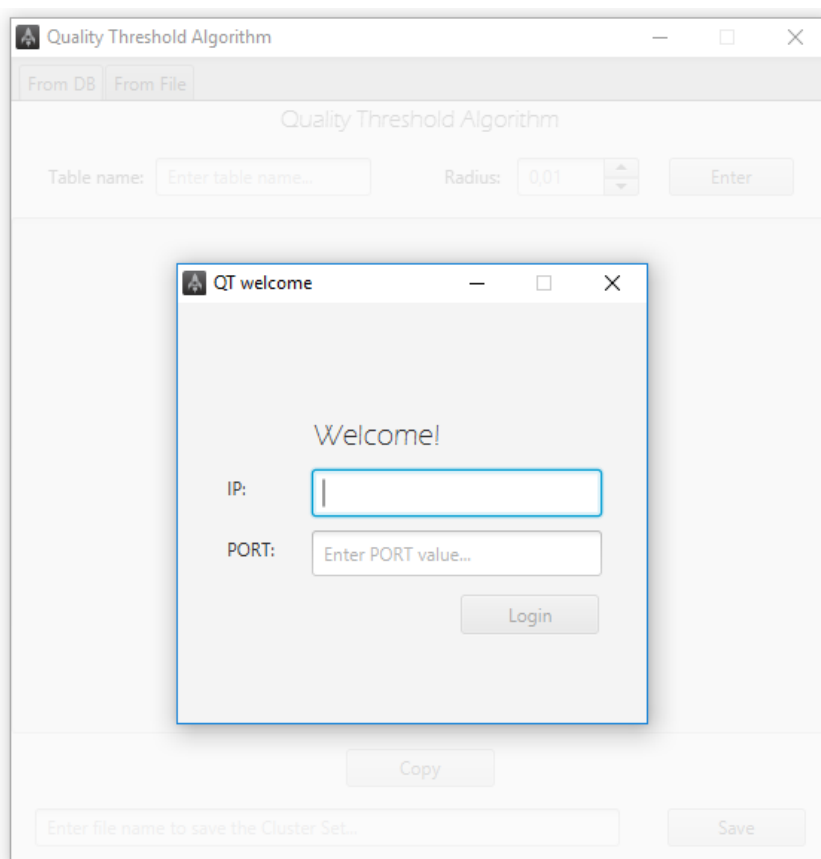 Quality Threshold Algorithm
From DB From File
Quality Threshold Algorithm
Table name: Enter table name... Radius: 0,01 Enter
QT welcome
Welcome!
IP:
PORT: Enter PORT value...
Login
Copy
Enter file name to save the Cluster Set... Save